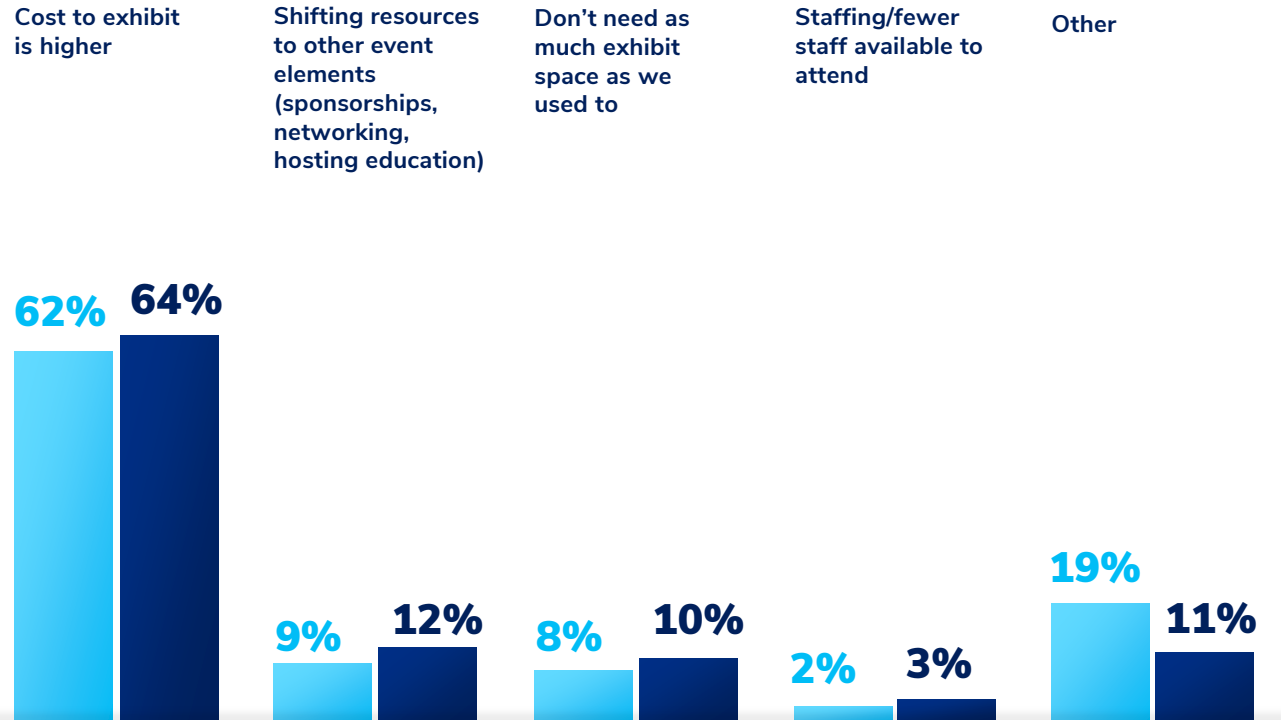 Cost to exhibit
is higher
Shifting resources
to other event
elements
(sponsorships,
networking,
hosting education)
Don’t need as
much exhibit
space as we
used to
Staffing/fewer
staff available to
attend
Other
62%
64%
9%
12%
8%
10%
2%
3%
19%
11%